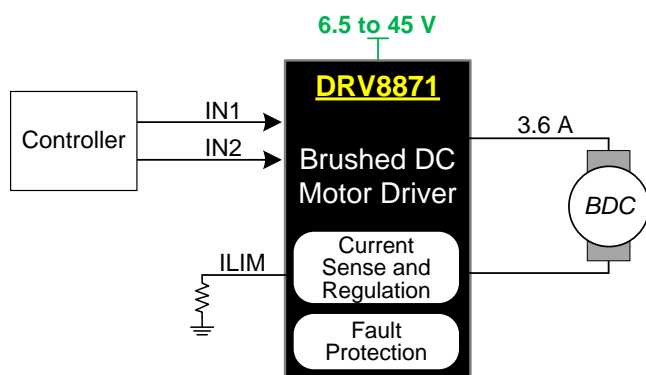 6.5 to 45 V
DRV8871
Controller
IN1
IN2
3.6 A
Brushed DC
Motor Driver
BDC
ILIM
Current
Sense and
Regulation
Fault
Protection